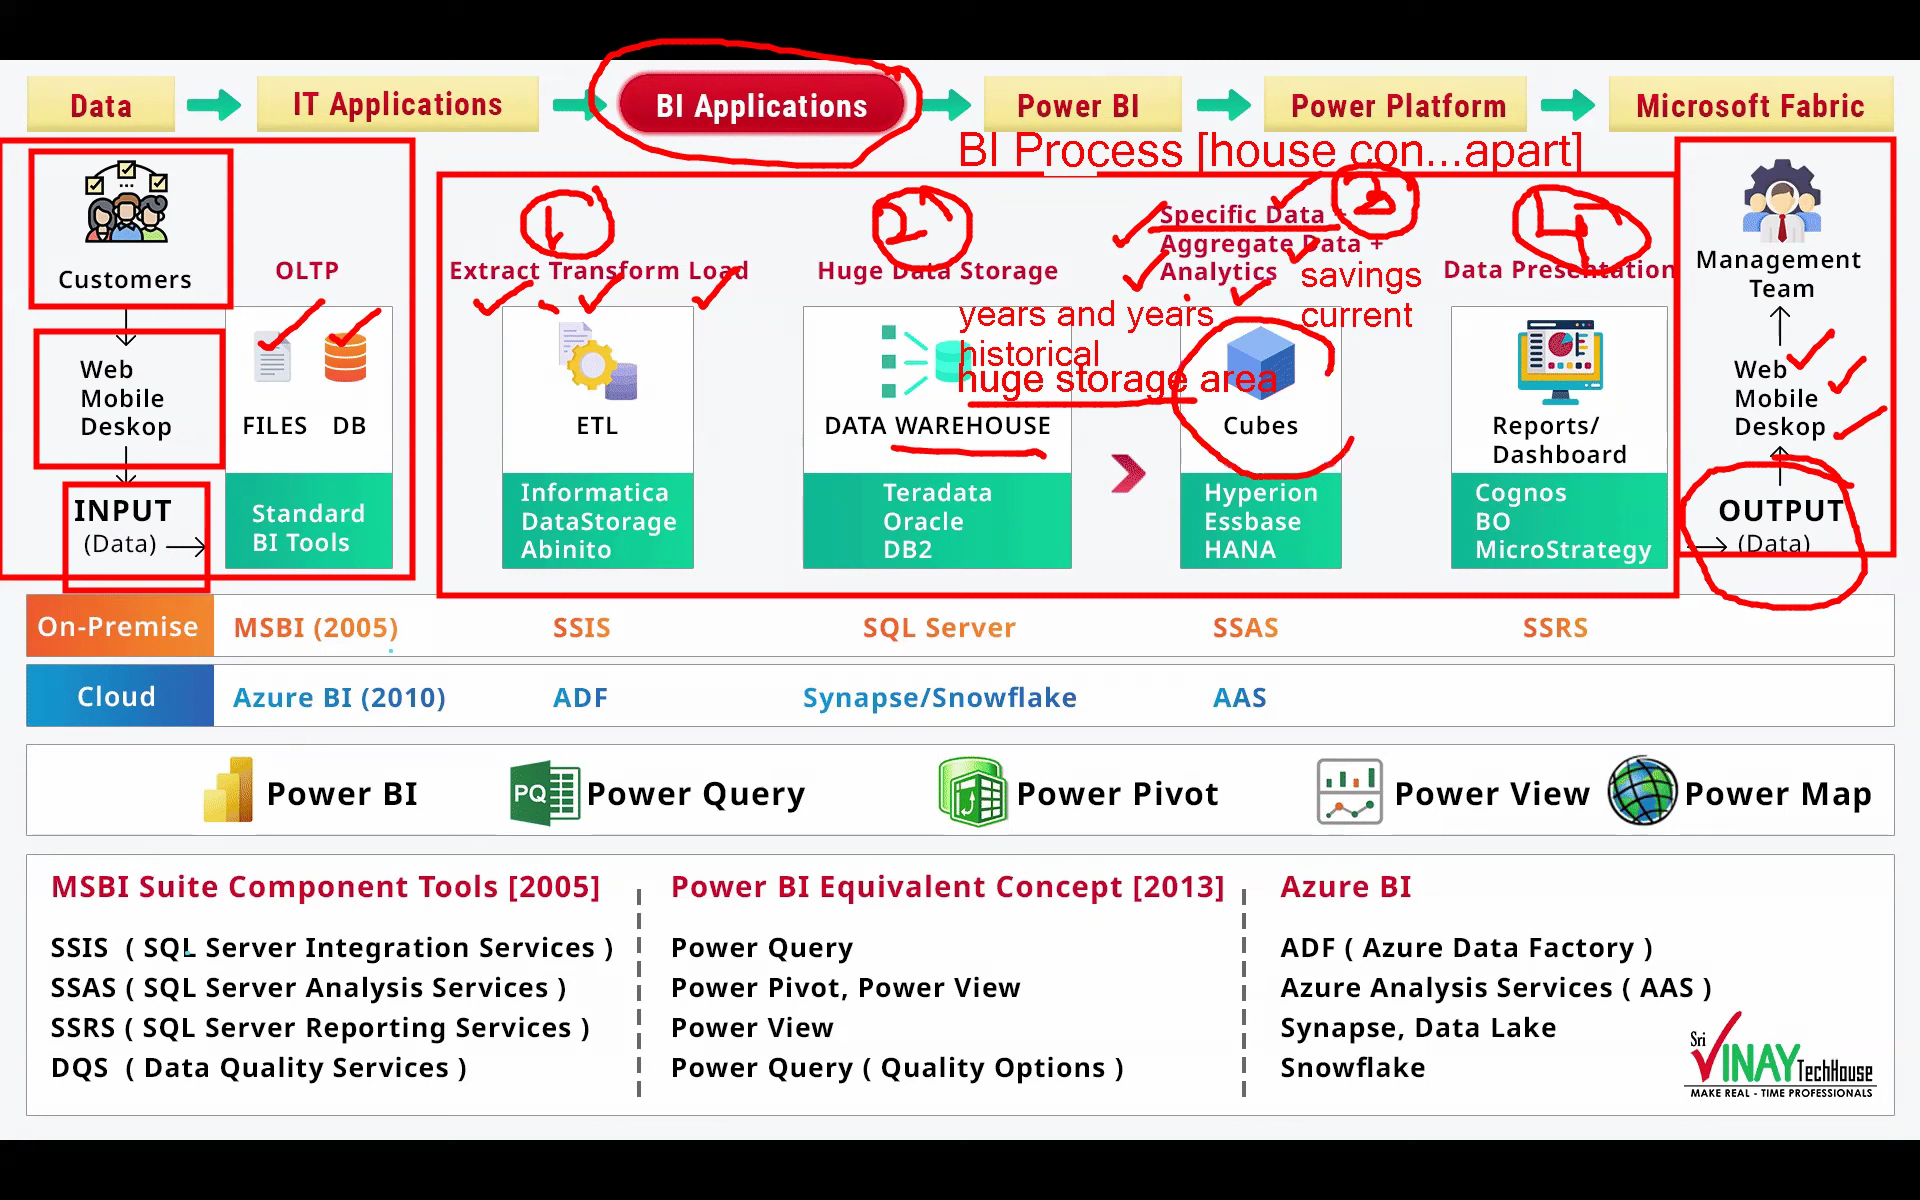 Data
IT Applications
BI Applications
Power BI
Power Platform
Microsoft Fabric
BI Process [house con...apart]
1
2
3
4
Customers
OLTP
Extract Transform Load
Huge Data Storage
Specific Data +
Aggregate Data +
Analytics
Data Presentation
Management
Team
savings
current
years and years
historical
huge storage area
Web
Mobile
Deskop
FILES DB
ETL
DATA WAREHOUSE
Cubes
Reports/
Dashboard
Web
Mobile
Deskop
INPUT
(Data)
Standard
BI Tools
Informatica
DataStorage
Abinito
Teradata
Oracle
DB2
Hyperion
Essbase
HANA
Cognos
BO
MicroStrategy
OUTPUT
(Data)
On-Premise
MSBI (2005)
SSIS
SQL Server
SSAS
SSRS
Cloud
Azure BI (2010)
ADF
Synapse/Snowflake
AAS
Power BI
PQ
Power Query
Power Pivot
Power View
Power Map
MSBI Suite Component Tools [2005]
SSIS ( SQL Server Integration Services )
SSAS ( SQL Server Analysis Services )
SSRS ( SQL Server Reporting Services )
DQS ( Data Quality Services )
Power BI Equivalent Concept [2013]
Power Query
Power Pivot, Power View
Power View
Power Query ( Quality Options )
Azure BI
ADF ( Azure Data Factory )
Azure Analysis Services ( AAS )
Synapse, Data Lake
Snowflake
Sri
VINAY TechHouse
MAKE REAL - TIME PROFESSIONALS